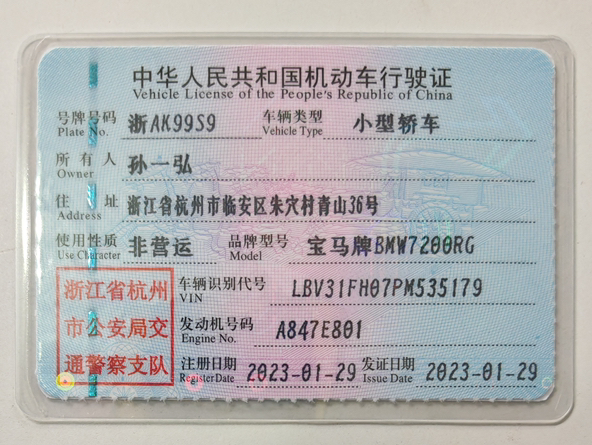 中华人民共和国机动车行驶证
Vehicle License of the People's Republic of China
号牌号码 浙AK99S9 车辆类型 小型轿车
Plate No. Vehicle Type
所有人 孙一弘
Owner
住址 浙江省杭州市临安区朱穴村青山36号
Address
使用性质 非营运 品牌型号 宝马牌BMW7200RG
Use Character Model
浙江省杭州 车辆识别代号 LBV31FH07PM535179
VIN
市公安局交 发动机号码 A847E801
Engine No.
通警察支队 注册日期 2023-01-29 发证日期 2023-01-29
Register Date Issue Date